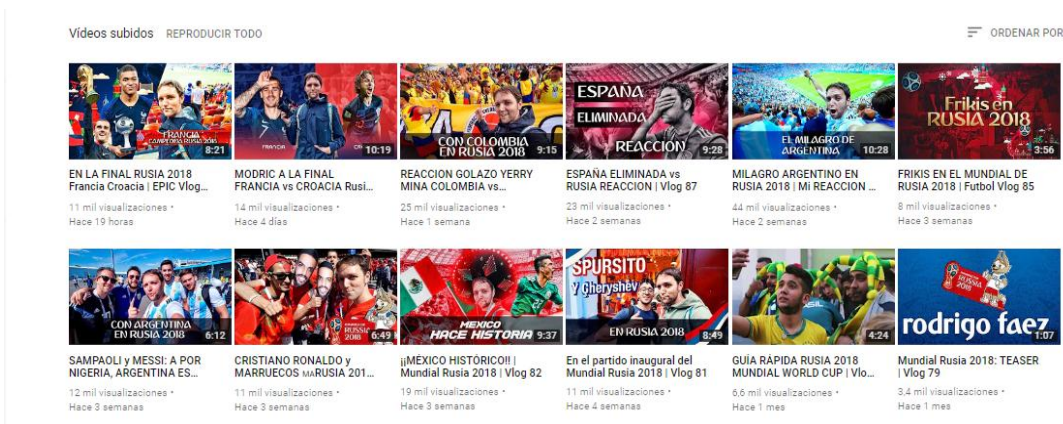 Vídeos subidos REPRODUCIR TODO ORDENAR POR
FRANCIA
CAMPEONA RUSIA 2018
8:21
FRANCIA CROACIA
10:19
CON COLOMBIA
EN RUSIA 2018
9:15
ESPAÑA
ELIMINADA
REACCIÓN
9:28
EL MILAGRO DE
ARGENTINA
10:28
Frikis en
RUSIA 2018
3:56
EN LA FINAL RUSIA 2018
Francia Croacia | EPIC Vlog...
11 mil visualizaciones •
Hace 19 horas
MODRIC A LA FINAL
FRANCIA vs CROACIA Rusi...
14 mil visualizaciones •
Hace 4 días
REACCION GOLAZO YERRY
MINA COLOMBIA vs...
25 mil visualizaciones •
Hace 1 semana
ESPAÑA ELIMINADA vs
RUSIA REACCION | Vlog 87
23 mil visualizaciones •
Hace 2 semanas
MILAGRO ARGENTINO EN
RUSIA 2018 | Mi REACCION ...
44 mil visualizaciones •
Hace 2 semanas
FRIKIS EN EL MUNDIAL DE
RUSIA 2018 | Futbol Vlog 85
8 mil visualizaciones •
Hace 3 semanas
CON ARGENTINA
EN RUSIA 2018
6:12
RUSSIA
2018
6:49
MEXICO
HACE HISTORIA
9:37
SPURSITO
Y Cheryshev
EN RUSIA 2018
8:49
4:24
rodrigo faez
1:07
SAMPAOLI y MESSI: A POR
NIGERIA, ARGENTINA ES...
12 mil visualizaciones •
Hace 3 semanas
CRISTIANO RONALDO y
MARRUECOS MARUSIA 201...
11 mil visualizaciones •
Hace 3 semanas
¡¡MÉXICO HISTÓRICO!! |
Mundial Rusia 2018 | Vlog 82
19 mil visualizaciones •
Hace 3 semanas
En el partido inaugural del
Mundial Rusia 2018 | Vlog 81
11 mil visualizaciones •
Hace 4 semanas
GUÍA RÁPIDA RUSIA 2018
MUNDIAL WORLD CUP | Vlo...
6,6 mil visualizaciones •
Hace 1 mes
Mundial Rusia 2018: TEASER
| Vlog 79
3,4 mil visualizaciones •
Hace 1 mes